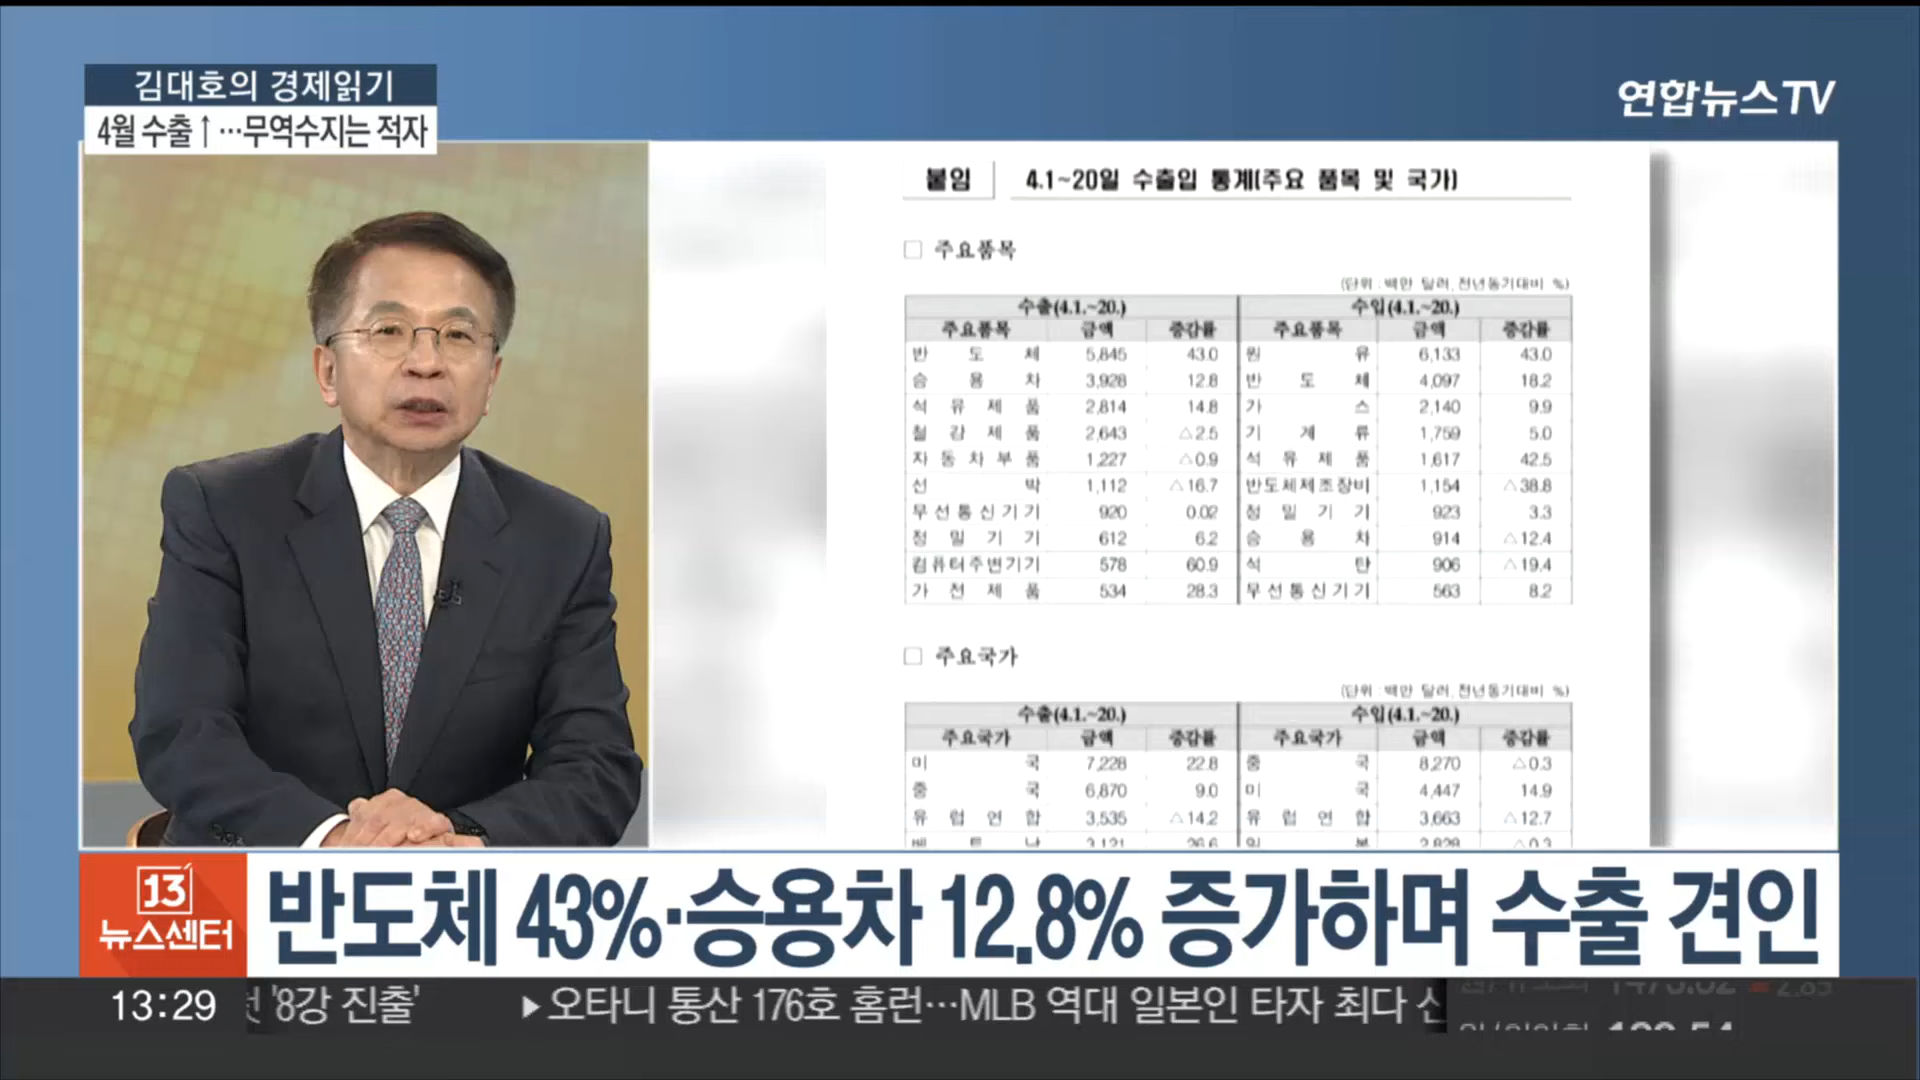 김대호의 경제읽기
4월 수출↑…무역수지는 적자
연합뉴스TV
붙임 4.1~20일 수출입 통계(주요 품목 및 국가)
□ 주요품목
(단위 : 백만 달러, 전년동기대비 %)
수출(4.1.~20.) 수입(4.1.~20.)
주요품목 금액 증감률 주요품목 금액 증감률
반도체 5,845 43.0 원유 6,133 43.0
승용차 3,928 12.8 반도체 4,097 18.2
석유제품 2,814 14.8 가스 2,140 9.9
철강제품 2,643 △2.5 기계류 1,759 5.0
자동차부품 1,227 △0.9 석유제품 1,617 42.5
선박 1,112 △16.7 반도체제조장비 1,154 △38.8
무선통신기기 920 0.02 정밀기기 923 3.3
정밀기기 612 6.2 승용차 914 △12.4
컴퓨터주변기기 578 60.9 석탄 906 △19.4
가전제품 534 28.3 무선통신기기 563 8.2
□ 주요국가
(단위 : 백만 달러, 전년동기대비 %)
수출(4.1.~20.) 수입(4.1.~20.)
주요국가 금액 증감률 주요국가 금액 증감률
미국 7,228 22.8 중국 8,270 △0.3
중국 6,870 9.0 미국 4,447 14.9
유럽연합 3,535 △14.2 유럽연합 3,663 △12.7
13 뉴스센터
반도체 43%·승용차 12.8% 증가하며 수출 견인
13:29 '8강 진출' ▶오타니 통산 176호 홈런…MLB 역대 일본인 타자 최다